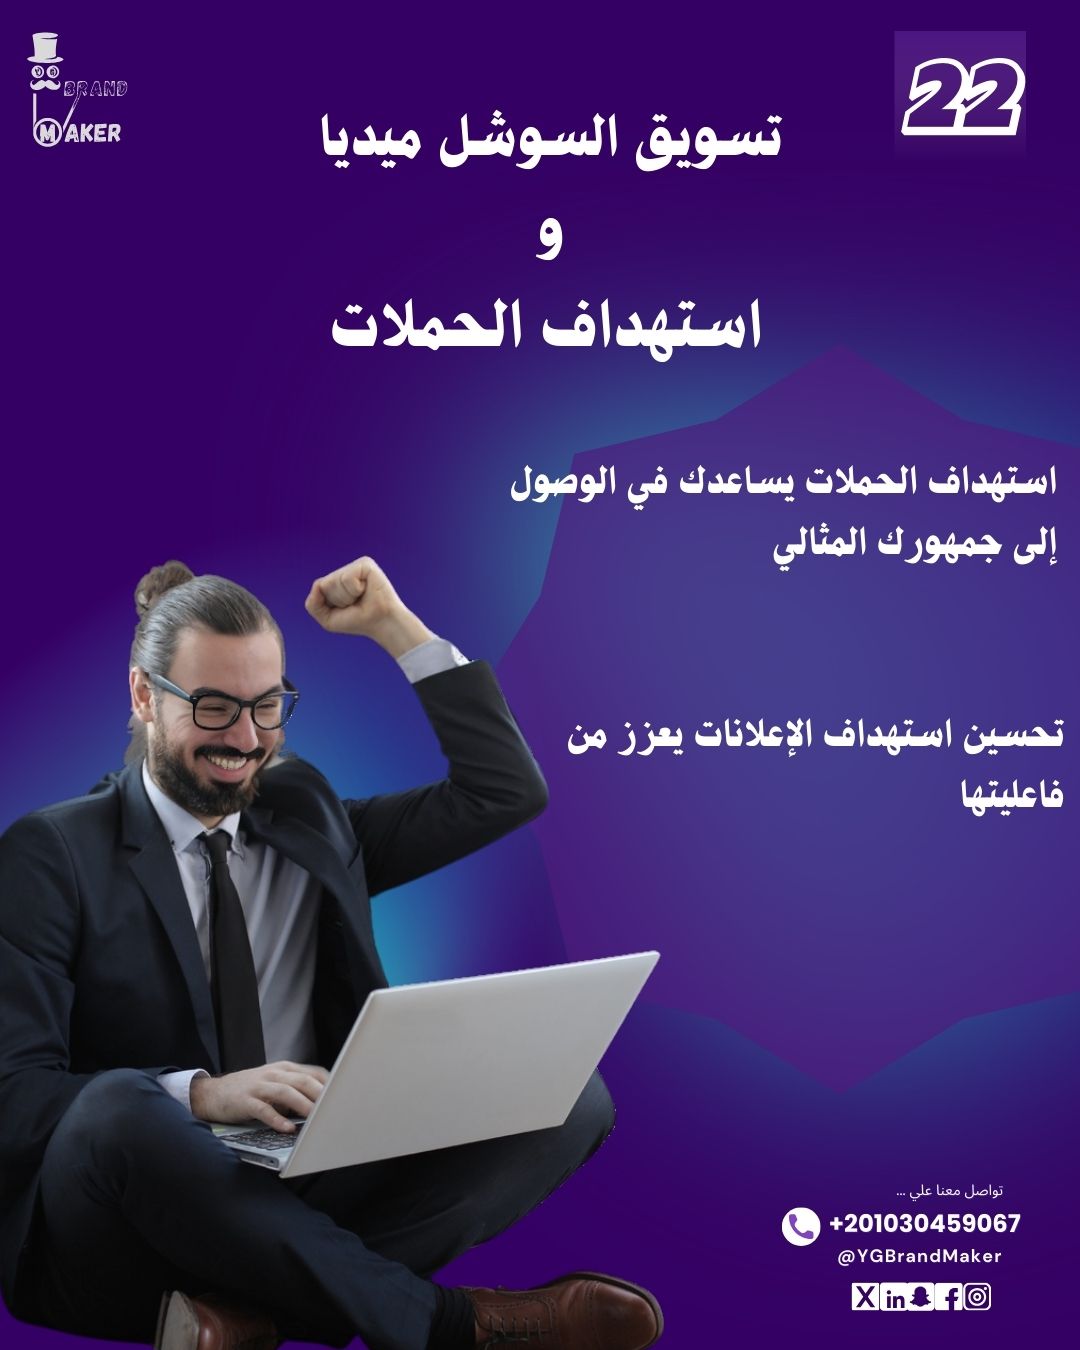 BRAND
MAKER
22
تسويق السوشل ميديا
و
استهداف الحملات
استهداف الحملات يساعدك في الوصول
إلى جمهورك المثالي
تحسين استهداف الإعلانات يعزز من
فاعليتها
تواصل معنا علي ...
+201030459067
@YGBrandMaker